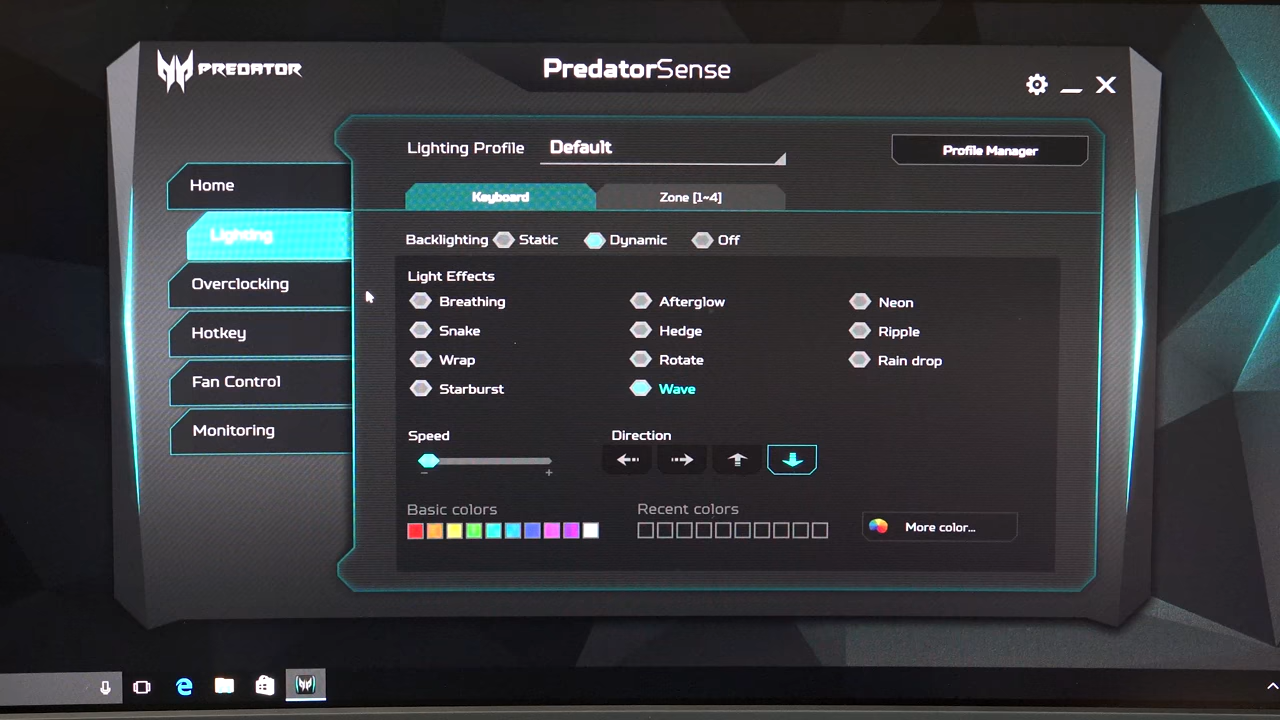 PREDATOR
PredatorSense
Lighting Profile Default
Profile Manager
Home
Lighting
Overclocking
Hotkey
Fan Control
Monitoring
Keyboard
Zone [1~4]
Backlighting Static Dynamic Off
Light Effects
Breathing Afterglow Neon
Snake Hedge Ripple
Wrap Rotate Rain drop
Starburst Wave
Speed Direction
− +
Basic colors Recent colors
More color...